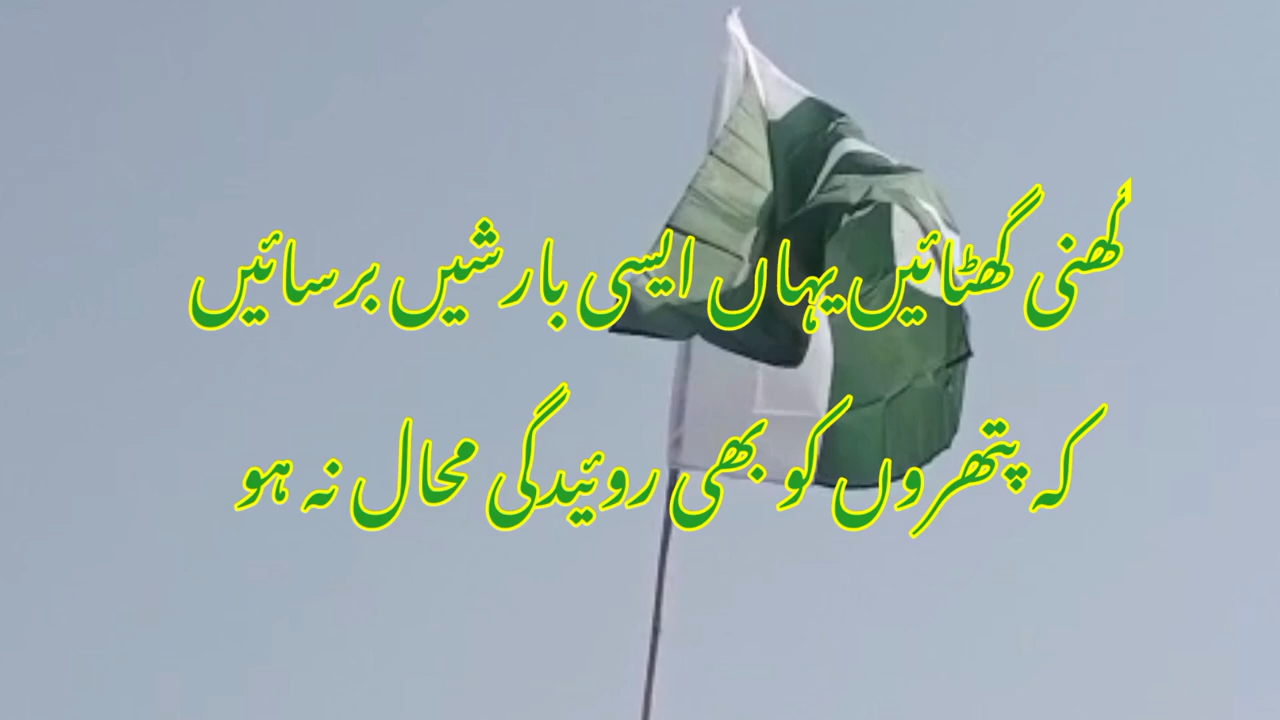 گھنی گھٹائیں یہاں ایسی بارشیں برسائیں
کہ پتھروں کو بھی روئیدگی محال نہ ہو